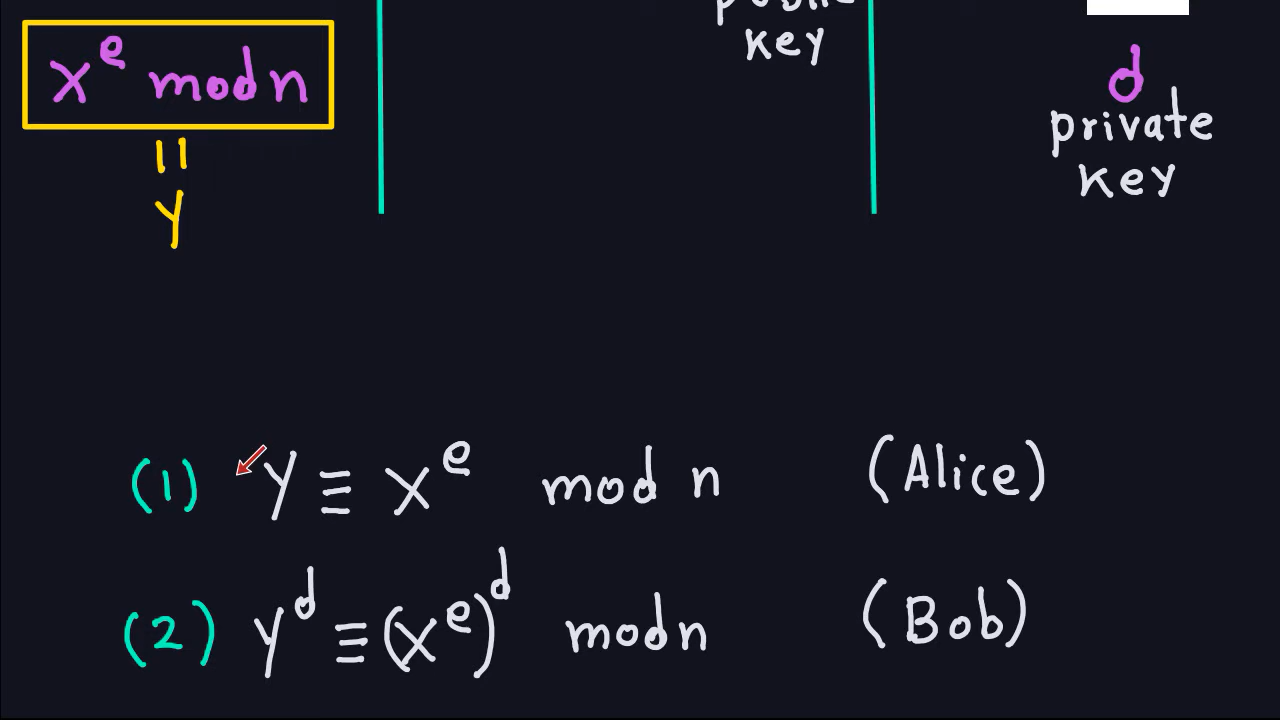 key
x^e mod n
d
private
key
=
y
(1) y ≡ x^e mod n (Alice)
(2) y^d ≡ (x^e)^d mod n (Bob)